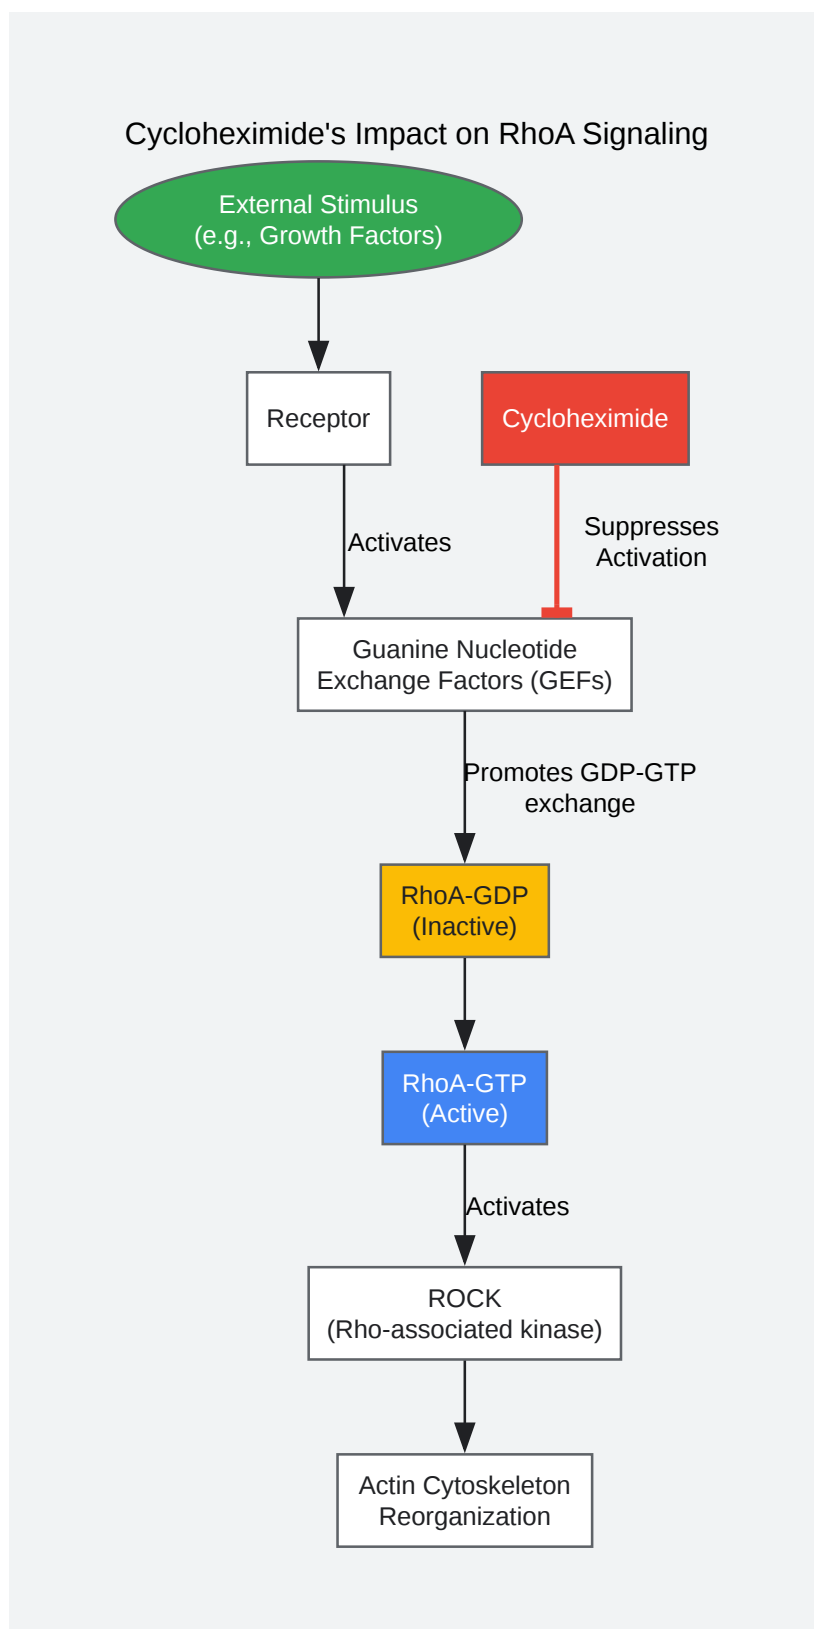 Cycloheximide's Impact on RhoA Signaling
External Stimulus
(e.g., Growth Factors)
Receptor
Cycloheximide
Activates
Suppresses
Activation
Guanine Nucleotide
Exchange Factors (GEFs)
Promotes GDP-GTP
exchange
RhoA-GDP
(Inactive)
RhoA-GTP
(Active)
Activates
ROCK
(Rho-associated kinase)
Actin Cytoskeleton
Reorganization